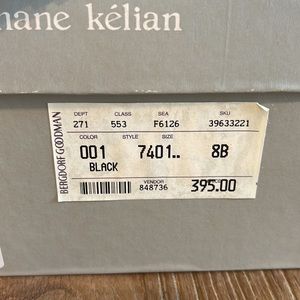 hane kélian
BERGDORF GOODMAN
DEPT CLASS SEA SKU
271 553 F6126 39633221
COLOR STYLE SIZE
001 7401.. 8B
BLACK
VENDOR
848736 395.00